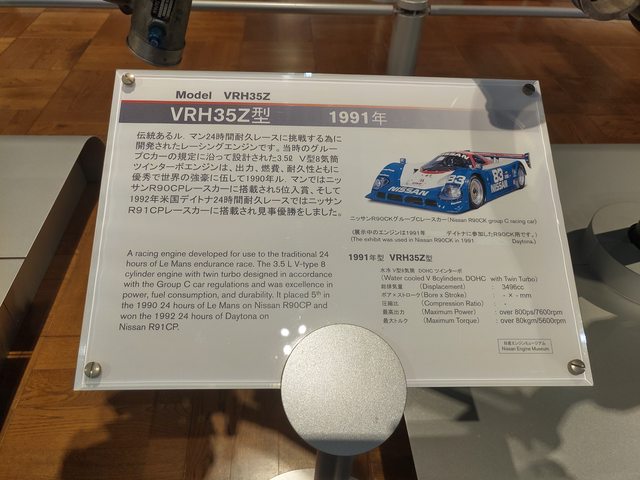 Model VRH35Z
VRH35Z型 1991年
伝統あるル．マン24時間耐久レースに挑戦する為に
開発されたレーシングエンジンです。当時のグルー
プCカーの規定に沿って設計された3.5ℓ V型8気筒
ツインターボエンジンは、出力、燃費、耐久性ともに
優秀で世界の強豪に伍して1990年ル．マンではニッ
サンR90CPレースカーに搭載され5位入賞、そして
1992年米国デイトナ24時間耐久レースではニッサン
R91CPレースカーに搭載され見事優勝をしました。
A racing engine developed for use to the traditional 24
hours of Le Mans endurance race. The 3.5 L V-type 8
cylinder engine with twin turbo designed in accordance
with the Group C car regulations and was excellence in
power, fuel consumption, and durability. It placed 5th in
the 1990 24 hours of Le Mans on Nissan R90CP and
won the 1992 24 hours of Daytona on
Nissan R91CP.
83
NISSAN
83
NISSAN
ニッサンR90CKグループCレースカー(Nissan R90CK group C racing car)
(展示中のエンジンは1991年 デイトナに参加したR90CK用です。)
(The exhibit was used in Nissan R90CK in 1991 Daytona.)
1991年型 VRH35Z型
水冷 V型8気筒 DOHC ツインターボ
(Water cooled V 8cylinders, DOHC with Twin Turbo)
総排気量 (Displacement) : 3496cc
ボア×ストローク(Bore x Stroke) : - × - mm
圧縮比 (Compression Ratio) : -
最高出力 (Maximum Power) : over 800ps/7600rpm
最大トルク (Maximum Torque) : over 80kgm/5600rpm
日産エンジンミュージアム
Nissan Engine Museum